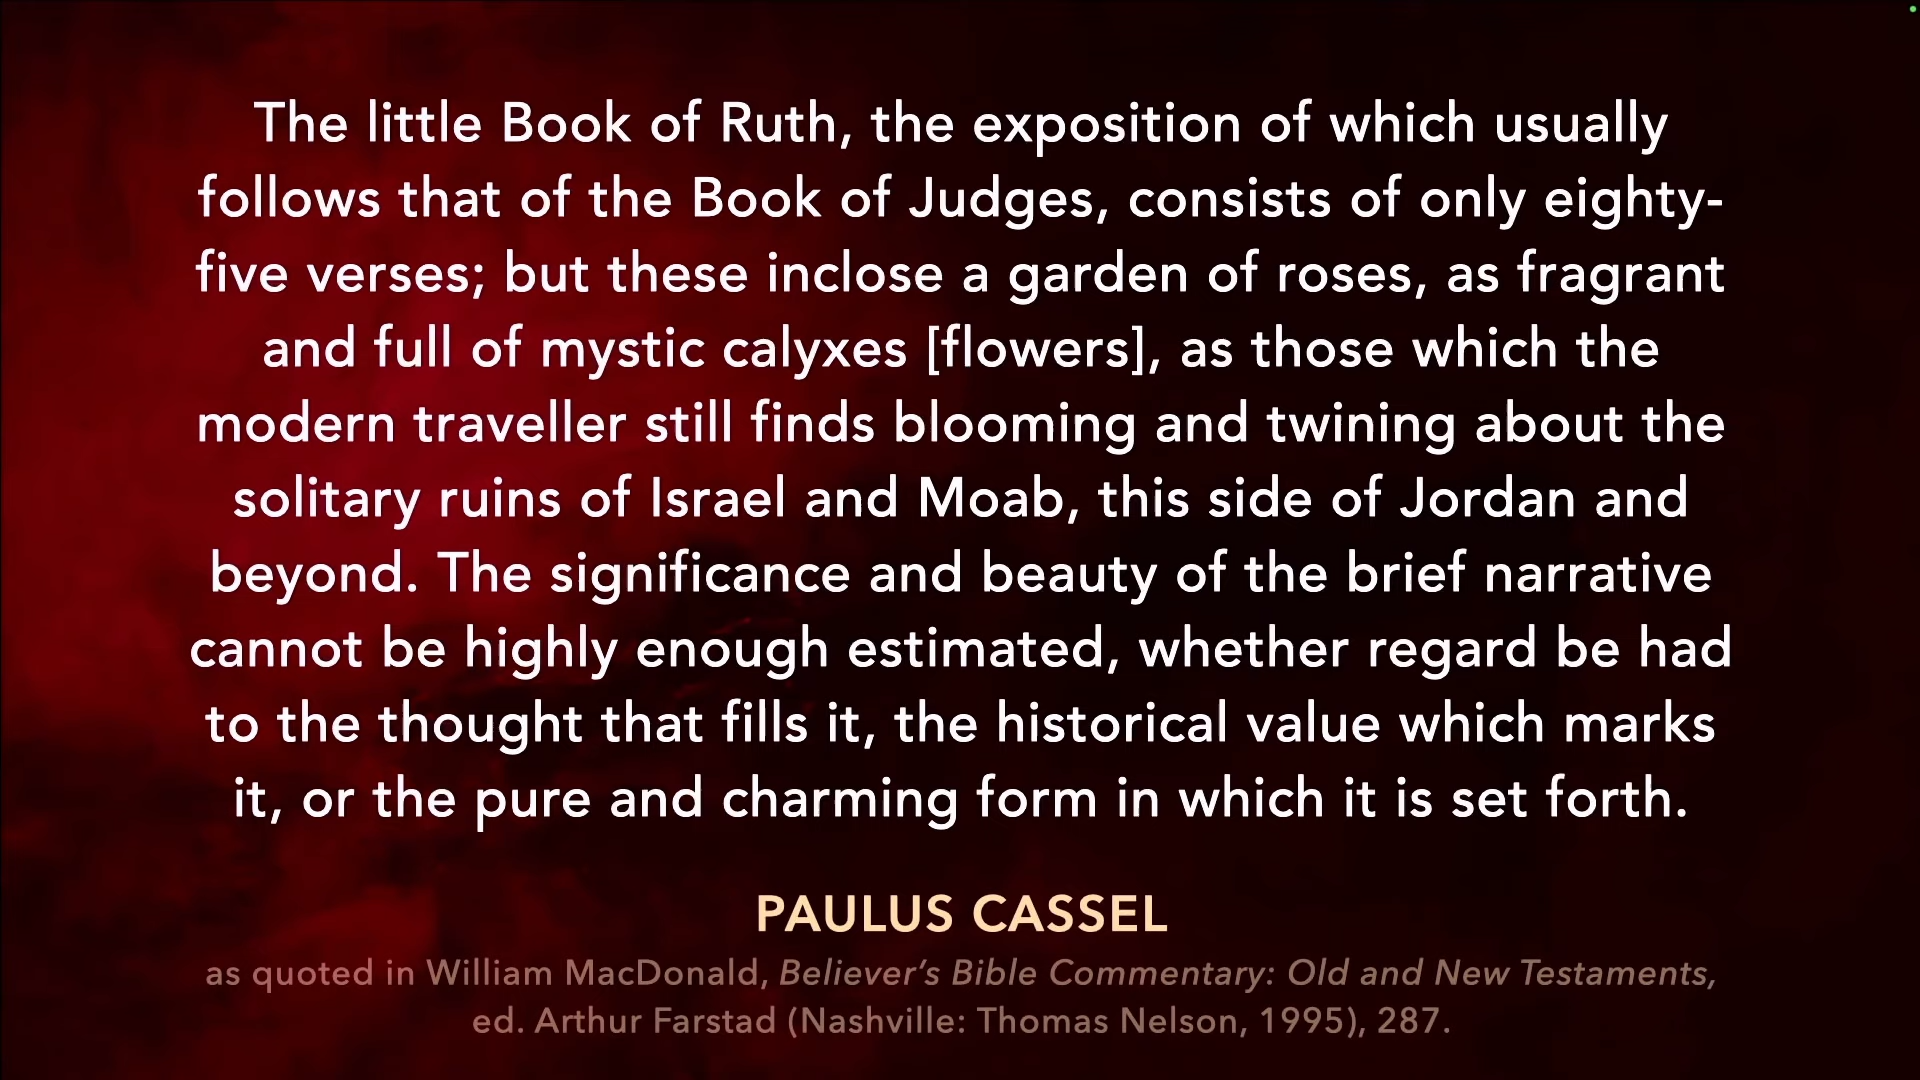 The little Book of Ruth, the exposition of which usually
follows that of the Book of Judges, consists of only eighty-
five verses; but these inclose a garden of roses, as fragrant
and full of mystic calyxes [flowers], as those which the
modern traveller still finds blooming and twining about the
solitary ruins of Israel and Moab, this side of Jordan and
beyond. The significance and beauty of the brief narrative
cannot be highly enough estimated, whether regard be had
to the thought that fills it, the historical value which marks
it, or the pure and charming form in which it is set forth.
PAULUS CASSEL
as quoted in William MacDonald, Believer’s Bible Commentary: Old and New Testaments,
ed. Arthur Farstad (Nashville: Thomas Nelson, 1995), 287.